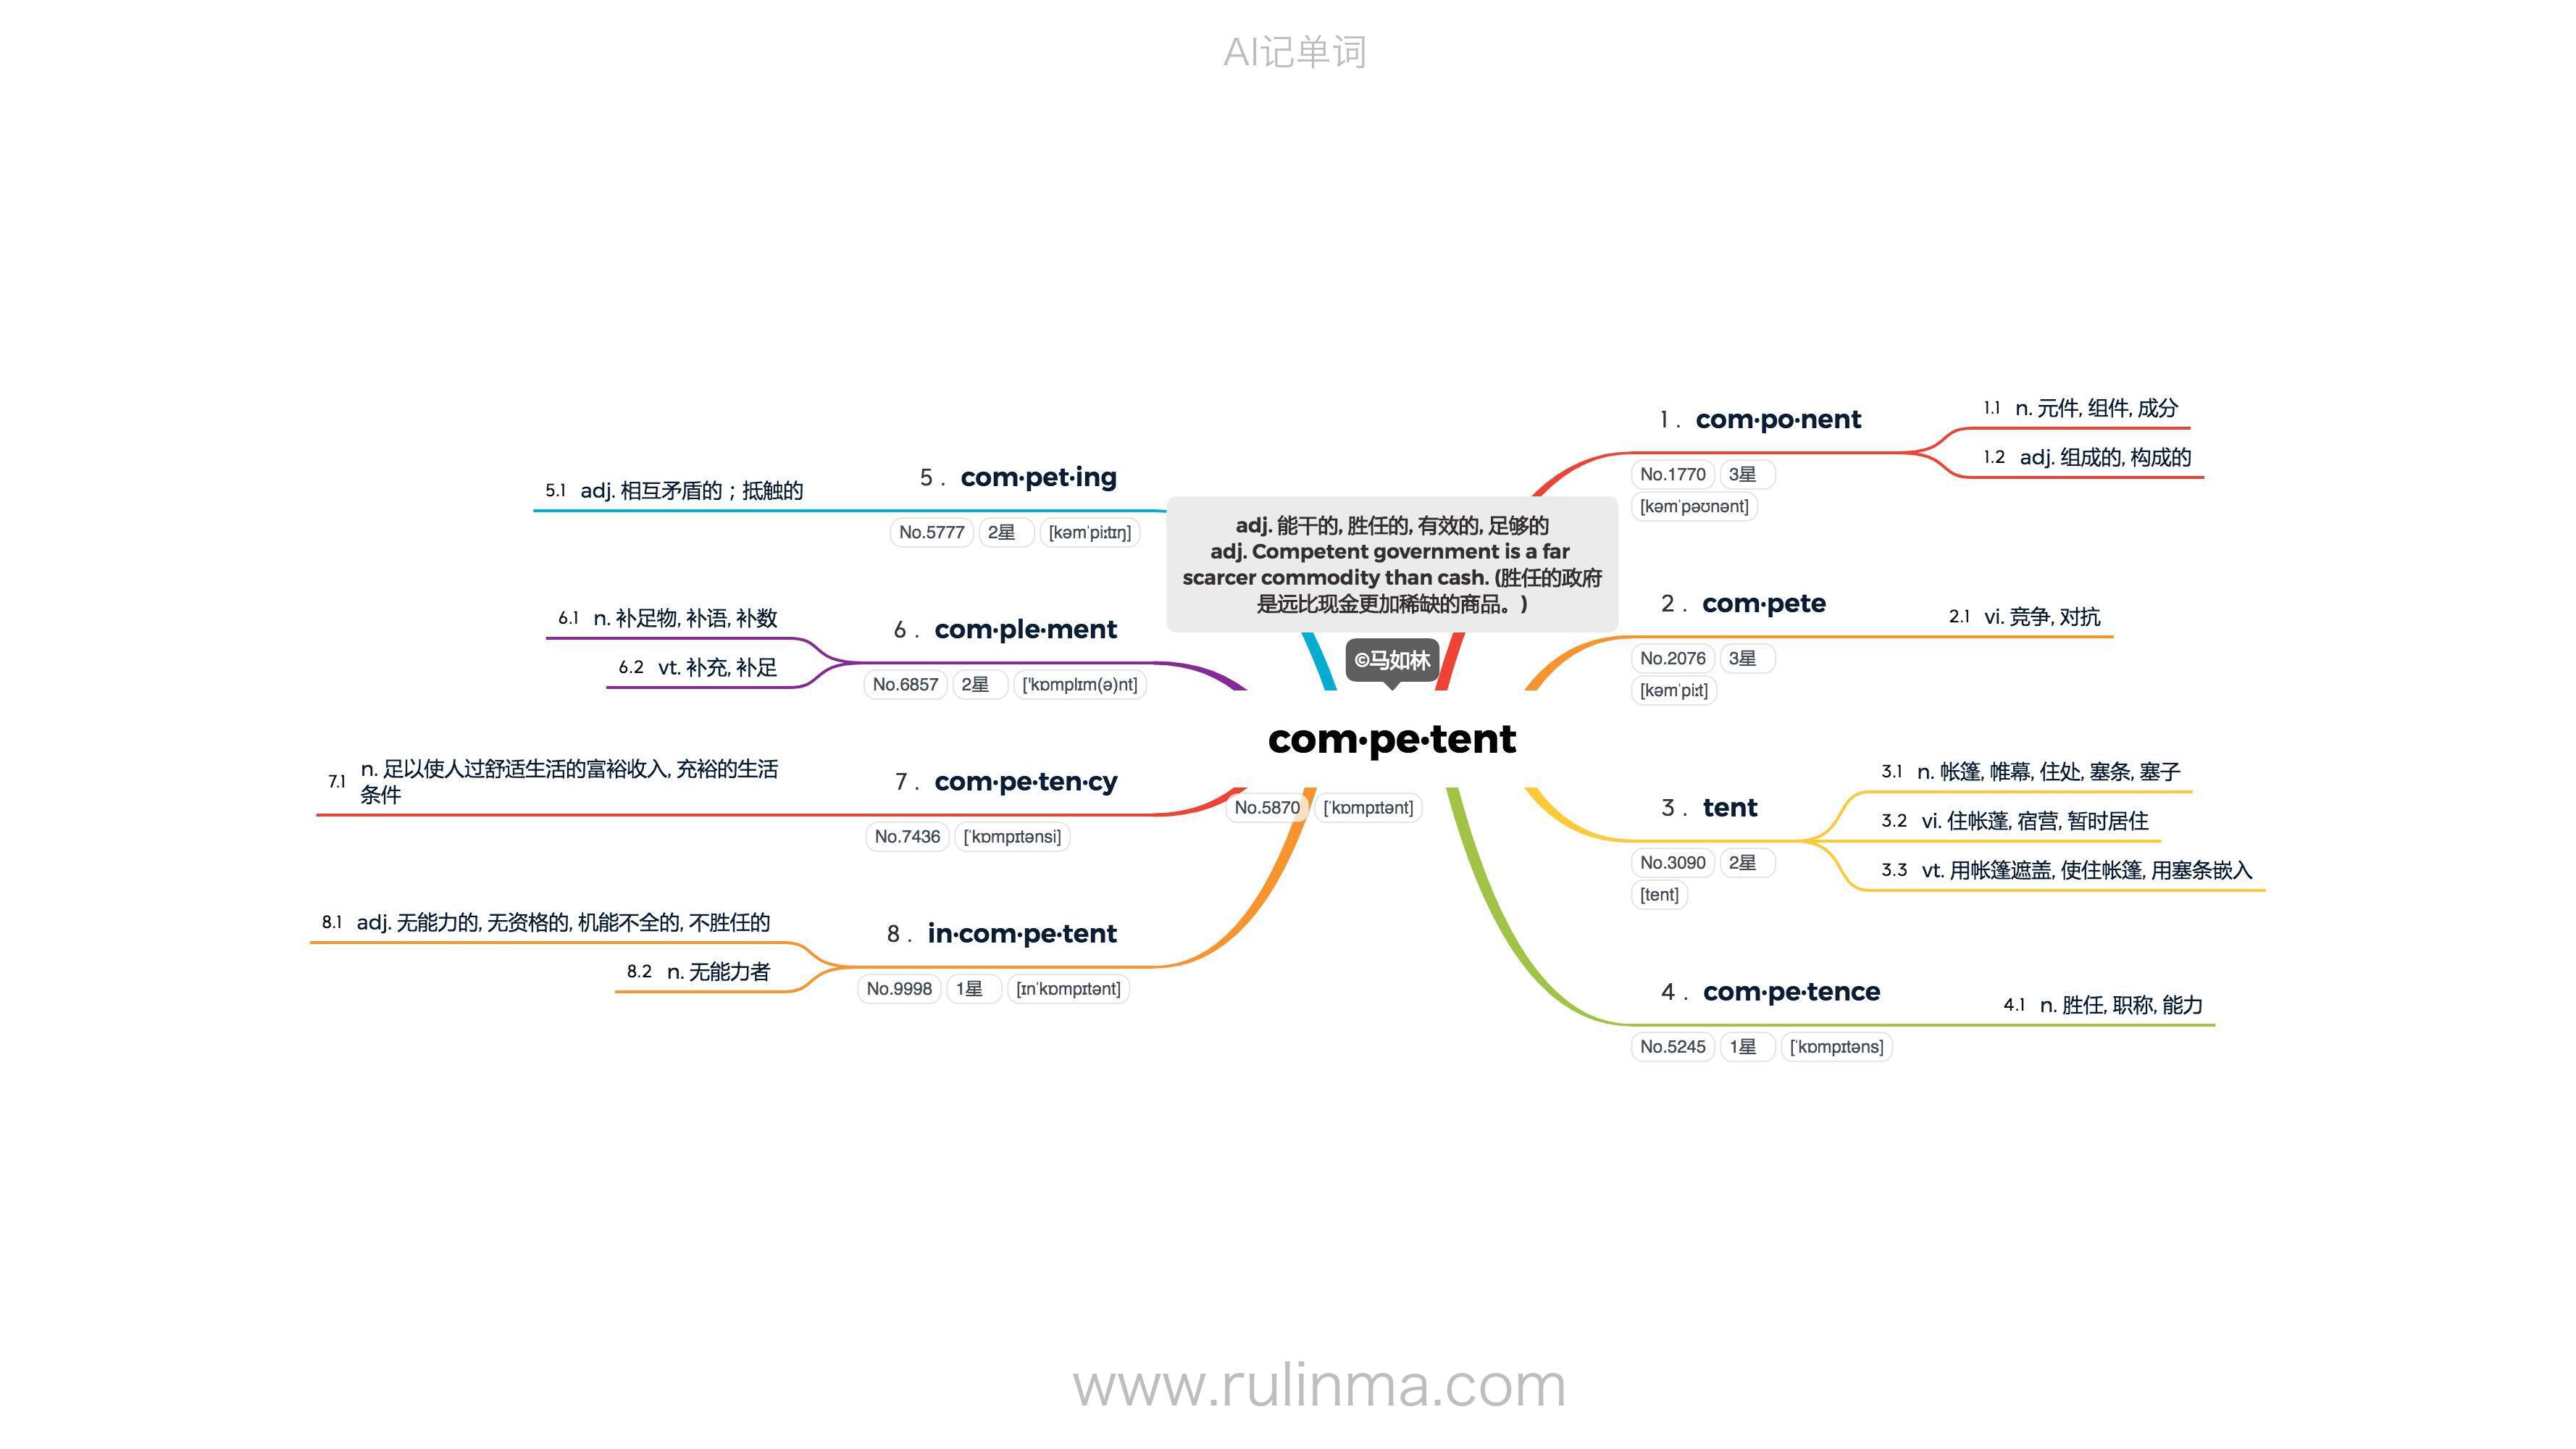 AI记单词
adj. 能干的, 胜任的, 有效的, 足够的
adj. Competent government is a far
scarcer commodity than cash. (胜任的政府
是远比现金更加稀缺的商品。)
©马如林
com·pe·tent
No.5870 [ˈkɒmpɪtənt]
1 . com·po·nent
No.1770 3星
[kəmˈpəʊnənt]
1.1 n. 元件, 组件, 成分
1.2 adj. 组成的, 构成的
2 . com·pete
No.2076 3星
[kəmˈpiːt]
2.1 vi. 竞争, 对抗
3 . tent
No.3090 2星
[tent]
3.1 n. 帐篷, 帷幕, 住处, 塞条, 塞子
3.2 vi. 住帐蓬, 宿营, 暂时居住
3.3 vt. 用帐篷遮盖, 使住帐篷, 用塞条嵌入
4 . com·pe·tence
No.5245 1星 [ˈkɒmpɪtəns]
4.1 n. 胜任, 职称, 能力
5 . com·pet·ing
No.5777 2星 [kəmˈpiːtɪŋ]
5.1 adj. 相互矛盾的；抵触的
6 . com·ple·ment
No.6857 2星 ['kɒmplɪm(ə)nt]
6.1 n. 补足物, 补语, 补数
6.2 vt. 补充, 补足
7 . com·pe·ten·cy
No.7436 [ˈkɒmpɪtənsi]
7.1 n. 足以使人过舒适生活的富裕收入, 充裕的生活
条件
8 . in·com·pe·tent
No.9998 1星 [ɪnˈkɒmpɪtənt]
8.1 adj. 无能力的, 无资格的, 机能不全的, 不胜任的
8.2 n. 无能力者
www.rulinma.com